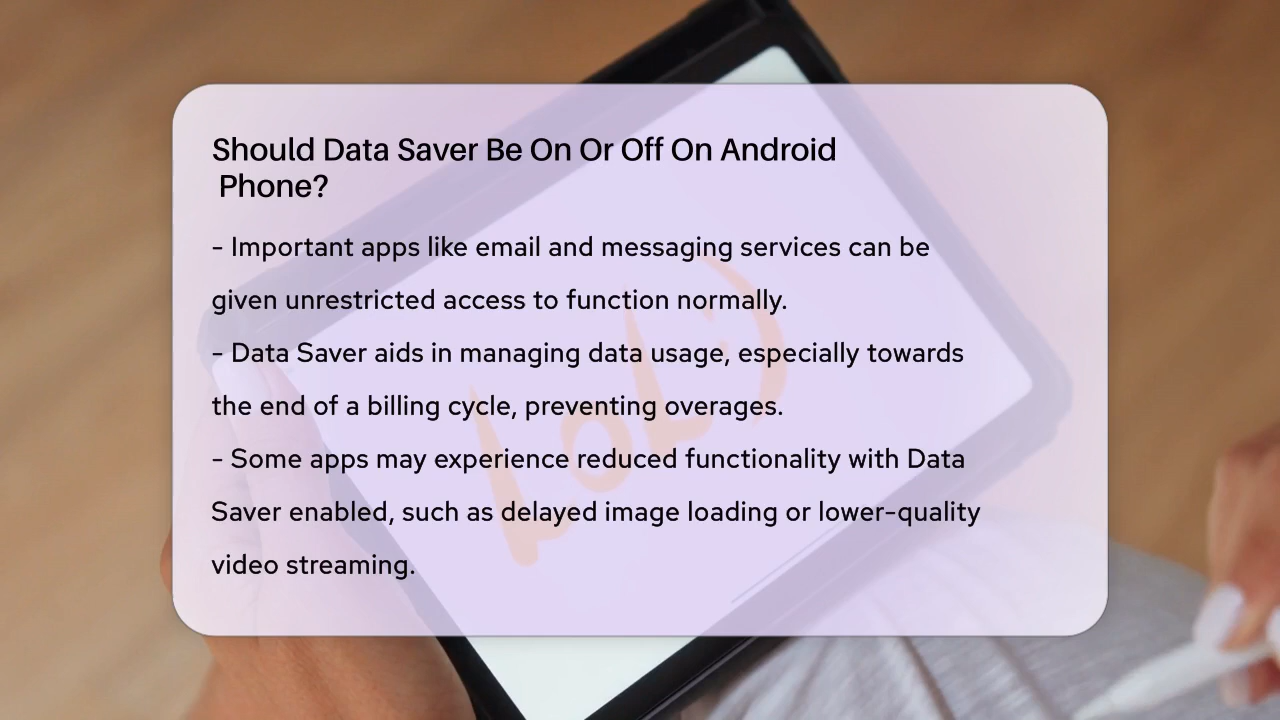 Should Data Saver Be On Or Off On Android
Phone?
- Important apps like email and messaging services can be
given unrestricted access to function normally.
- Data Saver aids in managing data usage, especially towards
the end of a billing cycle, preventing overages.
- Some apps may experience reduced functionality with Data
Saver enabled, such as delayed image loading or lower-quality
video streaming.
LOL)